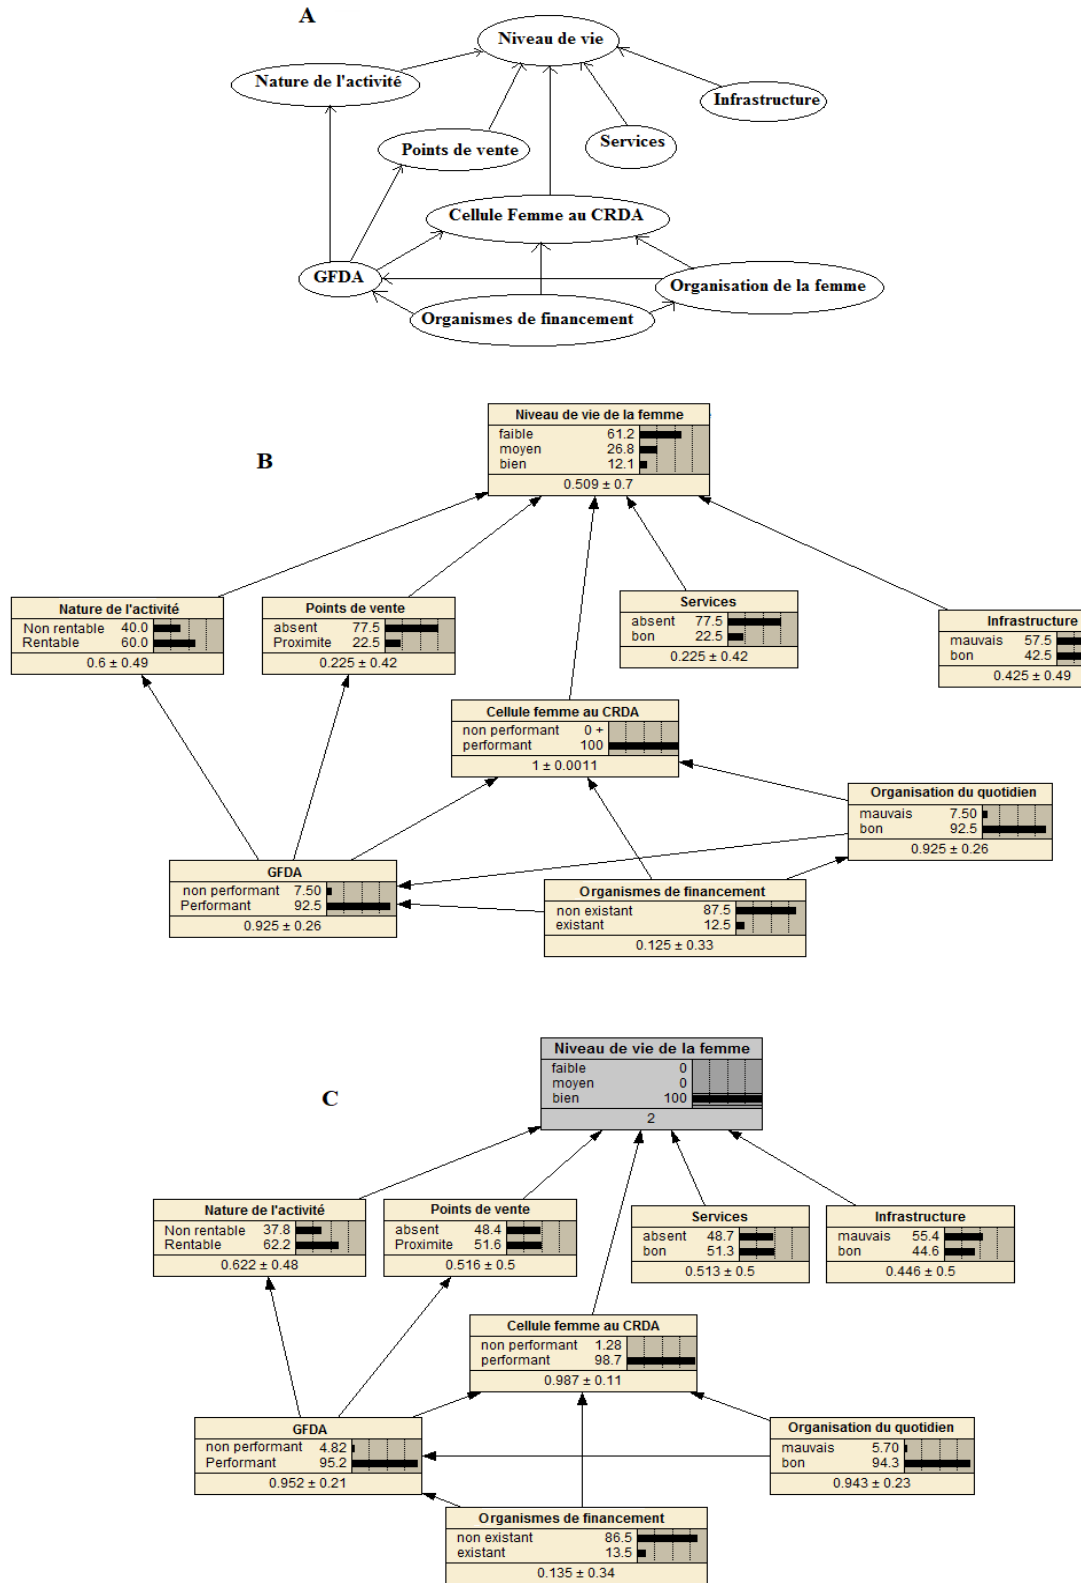 A
Niveau de vie
Nature de l'activité
Infrastructure
Points de vente
Services
Cellule Femme au CRDA
GFDA
Organisation de la femme
Organismes de financement
B
Niveau de vie de la femme
faible 61.2
moyen 26.8
bien 12.1
0.509 ± 0.7
Nature de l'activité
Non rentable 40.0
Rentable 60.0
0.6 ± 0.49
Points de vente
absent 77.5
Proximite 22.5
0.225 ± 0.42
Services
absent 77.5
bon 22.5
0.225 ± 0.42
Infrastructure
mauvais 57.5
bon 42.5
0.425 ± 0.49
Cellule femme au CRDA
non performant 0 +
performant 100
1 ± 0.0011
Organisation du quotidien
mauvais 7.50
bon 92.5
0.925 ± 0.26
GFDA
non performant 7.50
Performant 92.5
0.925 ± 0.26
Organismes de financement
non existant 87.5
existant 12.5
0.125 ± 0.33
C
Niveau de vie de la femme
faible 0
moyen 0
bien 100
2
Nature de l'activité
Non rentable 37.8
Rentable 62.2
0.622 ± 0.48
Points de vente
absent 48.4
Proximite 51.6
0.516 ± 0.5
Services
absent 48.7
bon 51.3
0.513 ± 0.5
Infrastructure
mauvais 55.4
bon 44.6
0.446 ± 0.5
Cellule femme au CRDA
non performant 1.28
performant 98.7
0.987 ± 0.11
GFDA
non performant 4.82
Performant 95.2
0.952 ± 0.21
Organisation du quotidien
mauvais 5.70
bon 94.3
0.943 ± 0.23
Organismes de financement
non existant 86.5
existant 13.5
0.135 ± 0.34